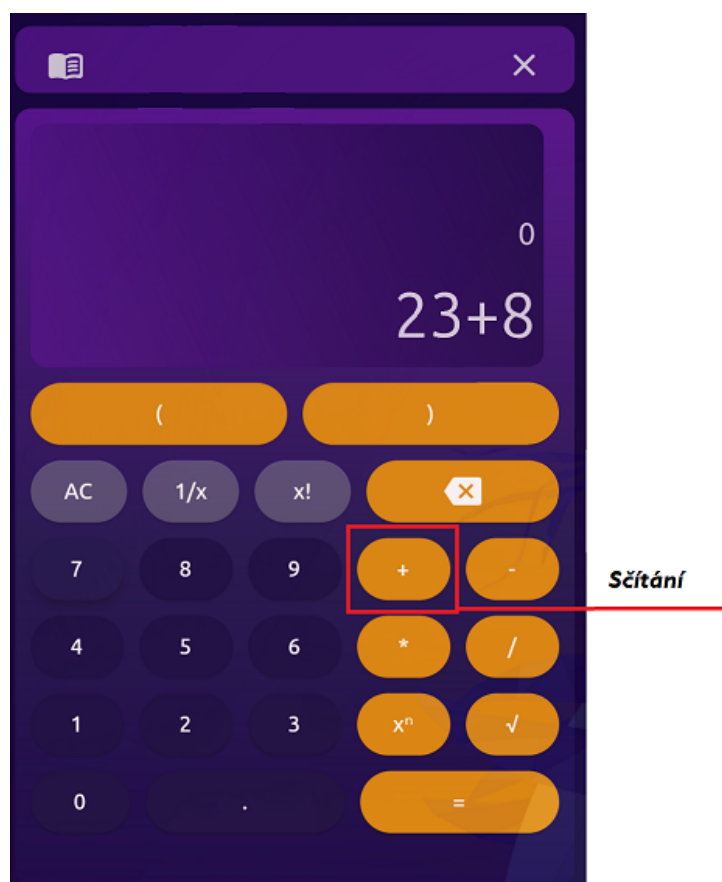 0
23+8
( )
AC 1/x x!
7 8 9 + -
Sčítání
4 5 6 * /
1 2 3 xⁿ √
0 . =